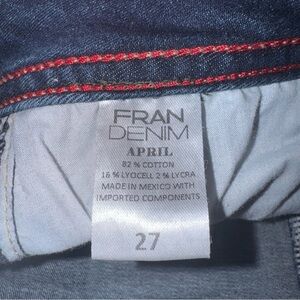 FRAN
DENIM
APRIL
82 % COTTON
16 % LYOCELL 2 % LYCRA
MADE IN MEXICO WITH
IMPORTED COMPONENTS
27